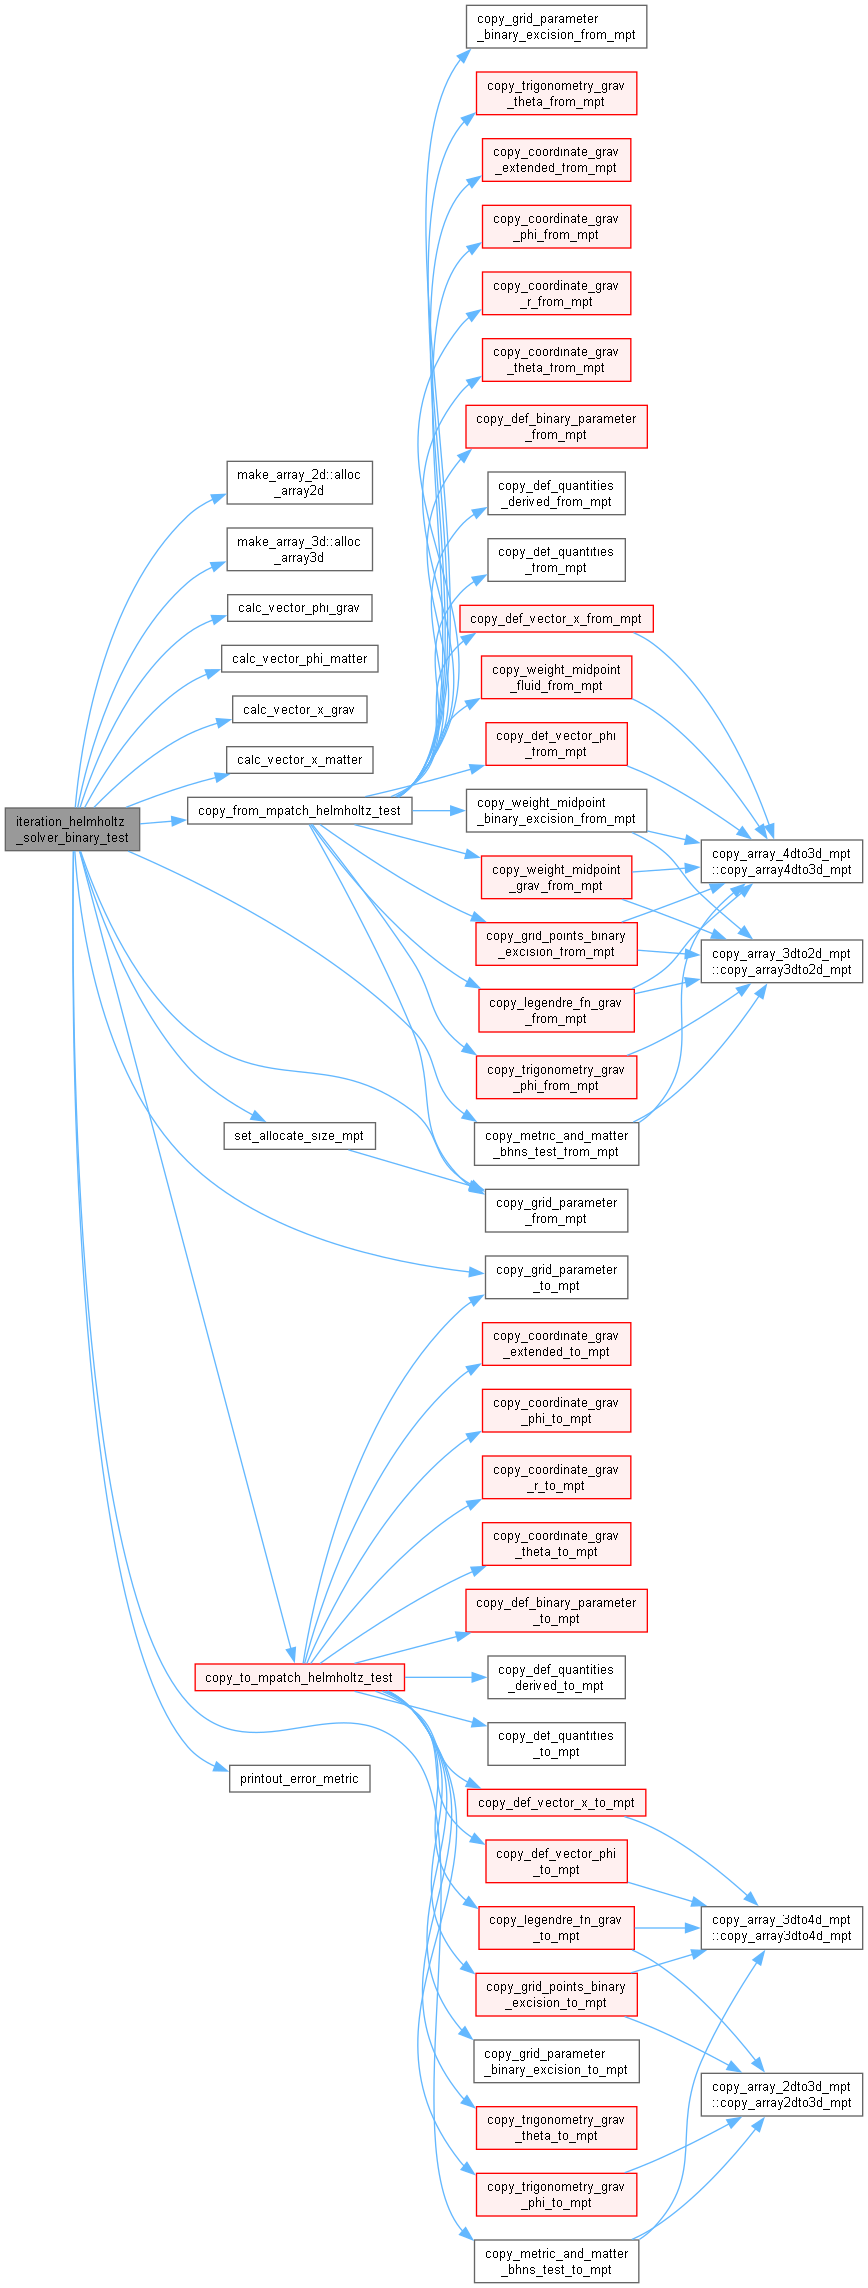 copy_grid_parameter
_binary_excision_from_mpt
copy_trigonometry_grav
_theta_from_mpt
copy_coordinate_grav
_extended_from_mpt
copy_coordinate_grav
_phi_from_mpt
copy_coordinate_grav
_r_from_mpt
copy_coordinate_grav
_theta_from_mpt
copy_def_binary_parameter
_from_mpt
make_array_2d::alloc
_array2d
copy_def_quantities
_derived_from_mpt
make_array_3d::alloc
_array3d
copy_def_quantities
_from_mpt
calc_vector_phi_grav
copy_def_vector_x_from_mpt
calc_vector_phi_matter
copy_weight_midpoint
_fluid_from_mpt
calc_vector_x_grav
copy_def_vector_phi
_from_mpt
calc_vector_x_matter
copy_from_mpatch_helmholtz_test
copy_weight_midpoint
_binary_excision_from_mpt
iteration_helmholtz
_solver_binary_test
copy_array_4dto3d_mpt
::copy_array4dto3d_mpt
copy_weight_midpoint
_grav_from_mpt
copy_grid_points_binary
_excision_from_mpt
copy_array_3dto2d_mpt
::copy_array3dto2d_mpt
copy_legendre_fn_grav
_from_mpt
copy_trigonometry_grav
_phi_from_mpt
set_allocate_size_mpt
copy_metric_and_matter
_bhns_test_from_mpt
copy_grid_parameter
_from_mpt
copy_grid_parameter
_to_mpt
copy_coordinate_grav
_extended_to_mpt
copy_coordinate_grav
_phi_to_mpt
copy_coordinate_grav
_r_to_mpt
copy_coordinate_grav
_theta_to_mpt
copy_def_binary_parameter
_to_mpt
copy_to_mpatch_helmholtz_test
copy_def_quantities
_derived_to_mpt
copy_def_quantities
_to_mpt
printout_error_metric
copy_def_vector_x_to_mpt
copy_def_vector_phi
_to_mpt
copy_legendre_fn_grav
_to_mpt
copy_array_3dto4d_mpt
::copy_array3dto4d_mpt
copy_grid_points_binary
_excision_to_mpt
copy_grid_parameter
_binary_excision_to_mpt
copy_array_2dto3d_mpt
::copy_array2dto3d_mpt
copy_trigonometry_grav
_theta_to_mpt
copy_trigonometry_grav
_phi_to_mpt
copy_metric_and_matter
_bhns_test_to_mpt